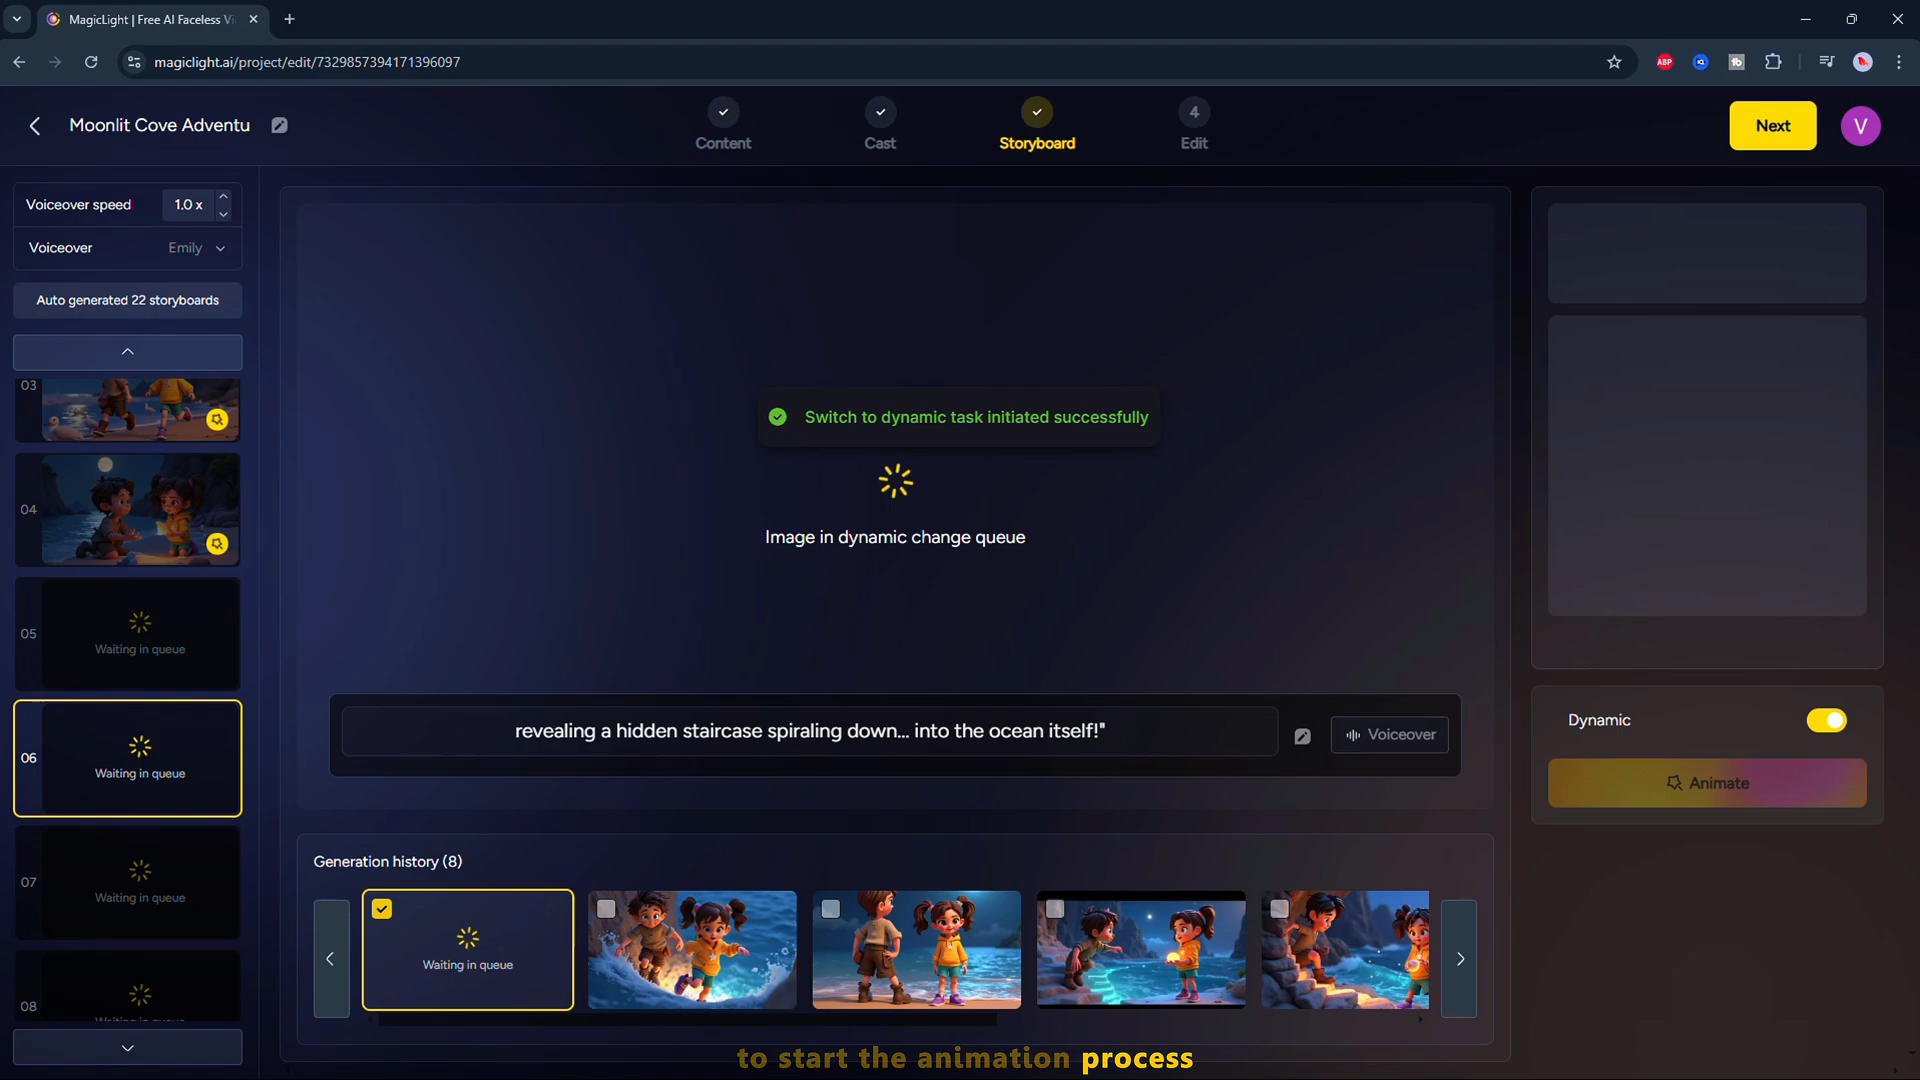 MagicLight | Free AI Faceless Vi
magiclight.ai/project/edit/7329857394171396097
ABP
Moonlit Cove Adventu
Content
Cast
Storyboard
4
Edit
Next
V
Voiceover speed
1.0 x
Voiceover
Emily
Auto generated 22 storyboards
03
04
05
Waiting in queue
06
Waiting in queue
07
Waiting in queue
08
Waiting in queue
Switch to dynamic task initiated successfully
Image in dynamic change queue
revealing a hidden staircase spiraling down... into the ocean itself!"
Voiceover
Dynamic
Animate
Generation history (8)
Waiting in queue
to start the animation process